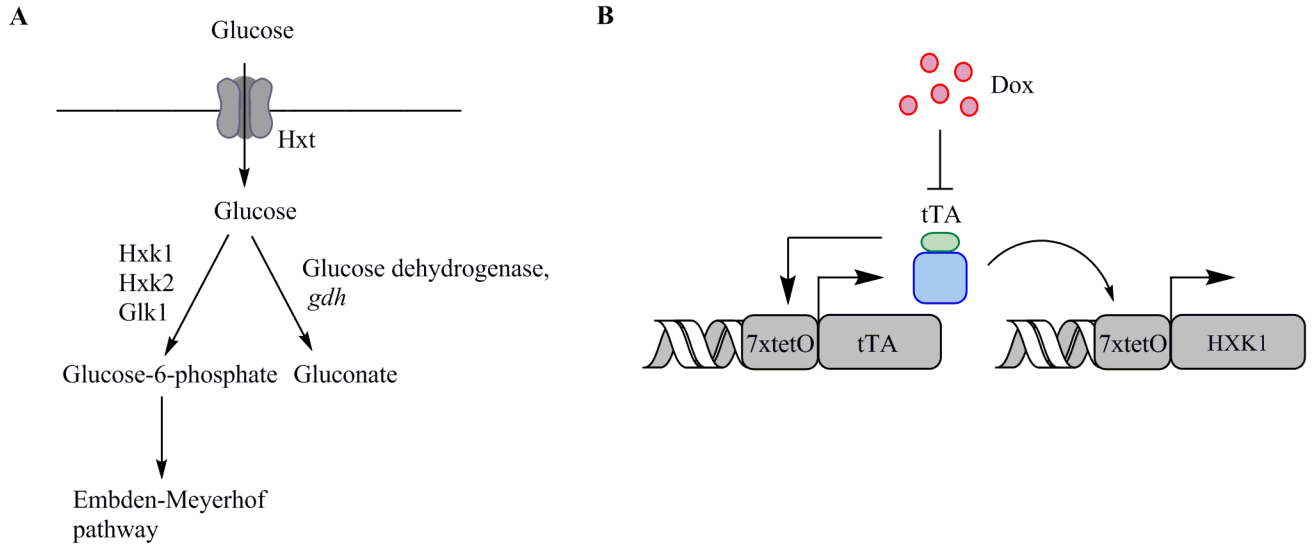 A
Glucose
Hxt
Glucose
Hxk1
Hxk2
Glk1
Glucose dehydrogenase,
gdh
Glucose-6-phosphate
Gluconate
Embden-Meyerhof
pathway
B
Dox
tTA
7xtetO
tTA
7xtetO
HXK1